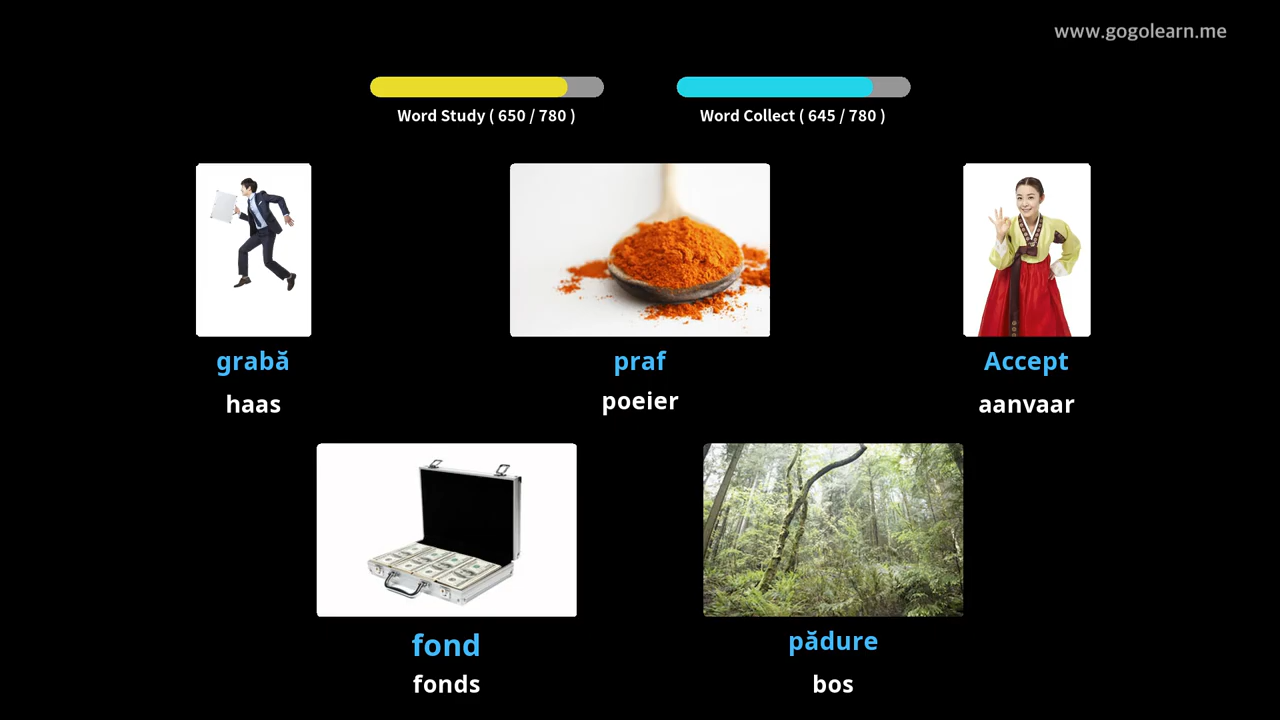 www.gogolearn.me
Word Study ( 650 / 780 )
Word Collect ( 645 / 780 )
grabă
praf
Accept
haas
poeier
aanvaar
fond
pădure
fonds
bos